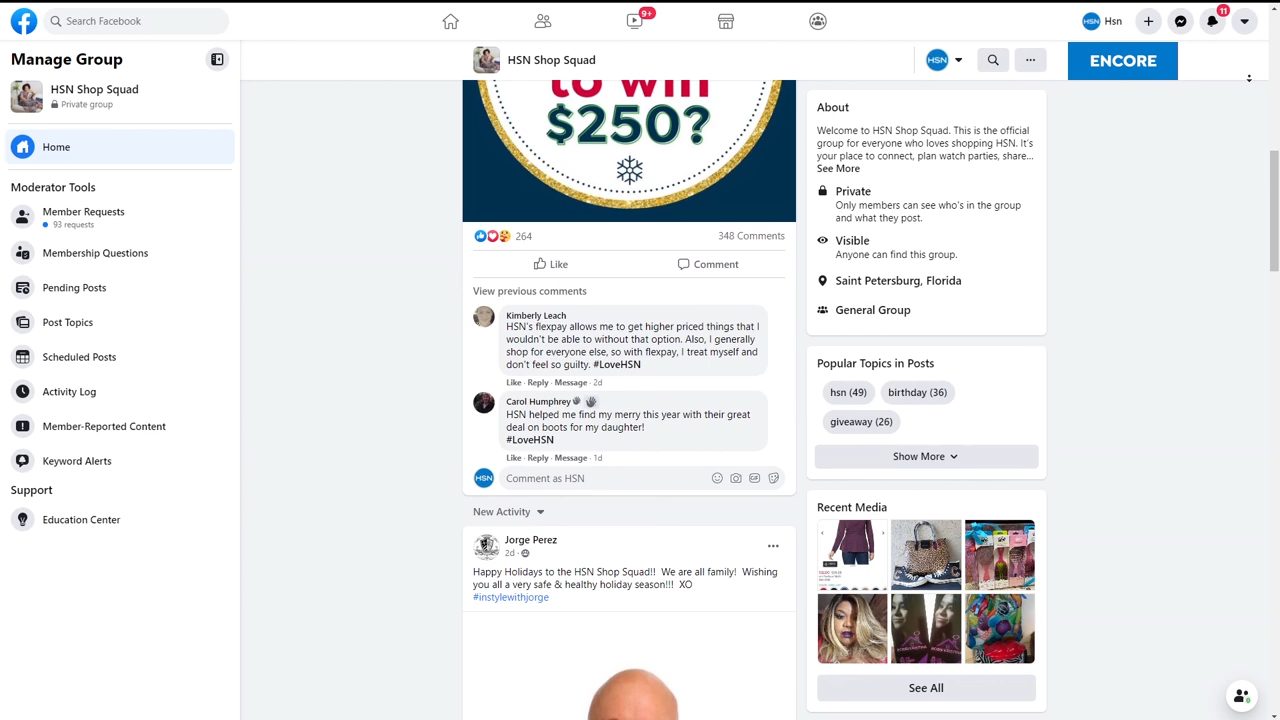 Search Facebook
9+
HSN
Hsn
11
Manage Group
HSN Shop Squad
Private group
Home
Moderator Tools
Member Requests
93 requests
Membership Questions
Pending Posts
Post Topics
Scheduled Posts
Activity Log
Member-Reported Content
Keyword Alerts
Support
Education Center
HSN Shop Squad
HSN
ENCORE
to win
$250?
264
348 Comments
Like
Comment
View previous comments
Kimberly Leach
HSN's flexpay allows me to get higher priced things that I
wouldn't be able to without that option. Also, I generally
shop for everyone else, so with flexpay, I treat myself and
don't feel so guilty. #LoveHSN
Like · Reply · Message · 2d
Carol Humphrey
HSN helped me find my merry this year with their great
deal on boots for my daughter!
#LoveHSN
Like · Reply · Message · 1d
HSN
Comment as HSN
GIF
New Activity
Jorge Perez
2d ·
Happy Holidays to the HSN Shop Squad!! We are all family! Wishing
you all a very safe & healthy holiday season!!! XO
#instylewithjorge
About
Welcome to HSN Shop Squad. This is the official
group for everyone who loves shopping HSN. It's
your place to connect, plan watch parties, share...
See More
Private
Only members can see who's in the group
and what they post.
Visible
Anyone can find this group.
Saint Petersburg, Florida
General Group
Popular Topics in Posts
hsn (49)
birthday (36)
giveaway (26)
Show More
Recent Media
See All